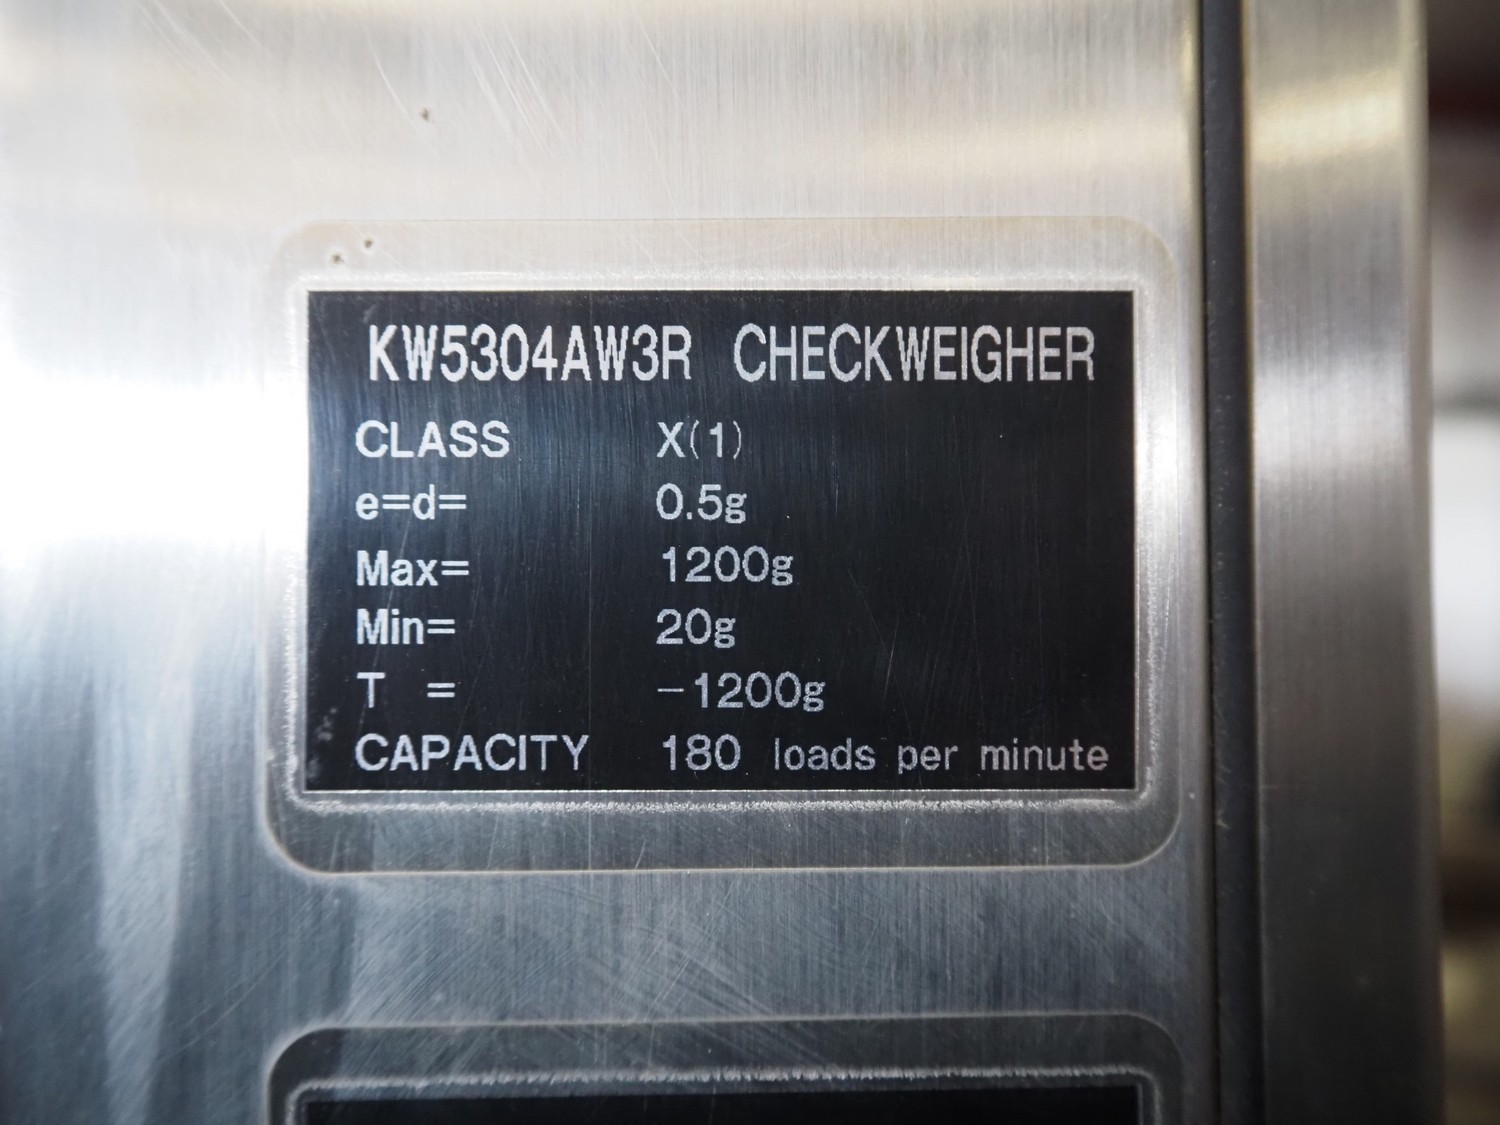 KW5304AW3R CHECKWEIGHER
CLASS X(1)
e=d= 0.5g
Max= 1200g
Min= 20g
T = -1200g
CAPACITY 180 loads per minute